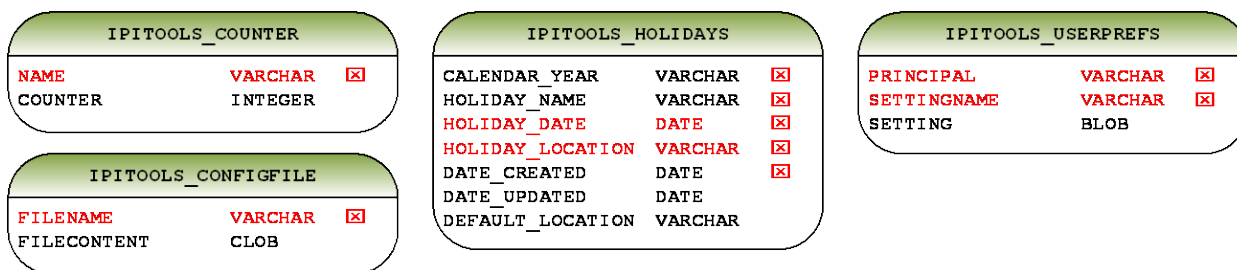 IPITOOLS_COUNTER
NAME VARCHAR
COUNTER INTEGER
IPITOOLS_CONFIGFILE
FILENAME VARCHAR
FILECONTENT CLOB
IPITOOLS_HOLIDAYS
CALENDAR_YEAR VARCHAR
HOLIDAY_NAME VARCHAR
HOLIDAY_DATE DATE
HOLIDAY_LOCATION VARCHAR
DATE_CREATED DATE
DATE_UPDATED DATE
DEFAULT_LOCATION VARCHAR
IPITOOLS_USERPREFS
PRINCIPAL VARCHAR
SETTINGNAME VARCHAR
SETTING BLOB